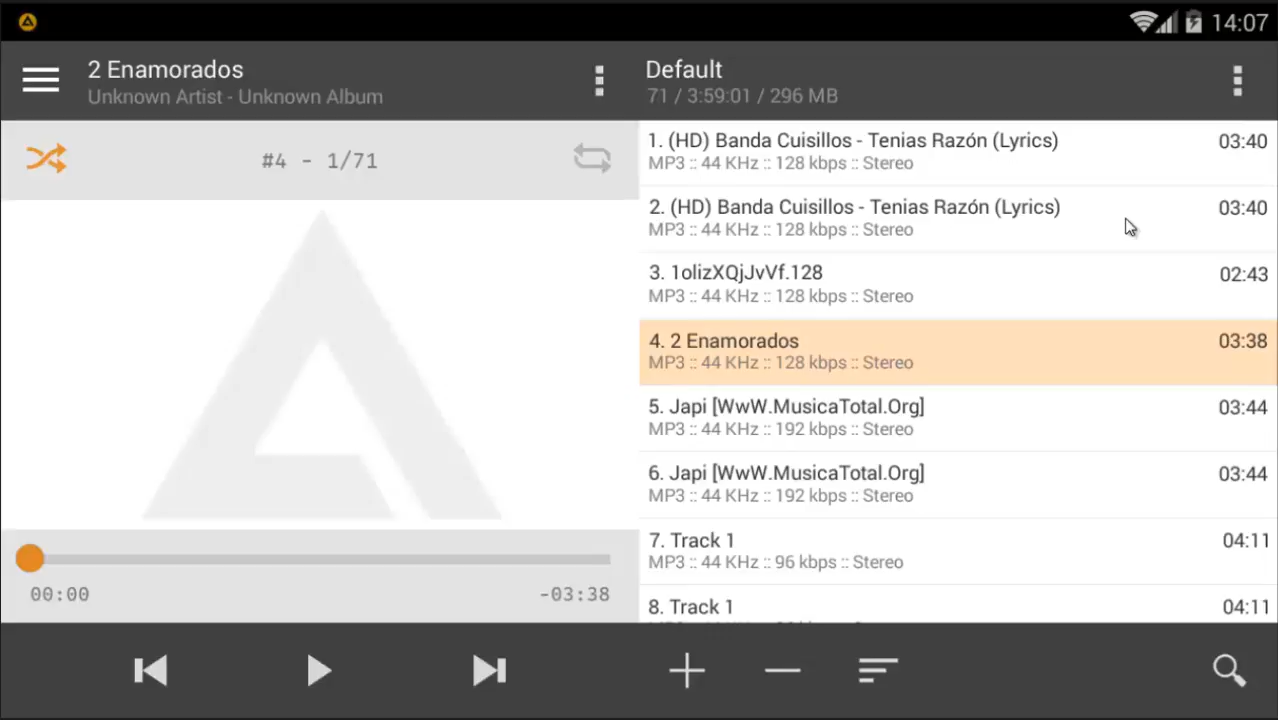 14:07
2 Enamorados
Unknown Artist - Unknown Album
Default
71 / 3:59:01 / 296 MB
#4 - 1/71
00:00
-03:38
1. (HD) Banda Cuisillos - Tenias Razón (Lyrics) 03:40
MP3 :: 44 KHz :: 128 kbps :: Stereo
2. (HD) Banda Cuisillos - Tenias Razón (Lyrics) 03:40
MP3 :: 44 KHz :: 128 kbps :: Stereo
3. 1olizXQjJvVf.128 02:43
MP3 :: 44 KHz :: 128 kbps :: Stereo
4. 2 Enamorados 03:38
MP3 :: 44 KHz :: 128 kbps :: Stereo
5. Japi [WwW.MusicaTotal.Org] 03:44
MP3 :: 44 KHz :: 192 kbps :: Stereo
6. Japi [WwW.MusicaTotal.Org] 03:44
MP3 :: 44 KHz :: 192 kbps :: Stereo
7. Track 1 04:11
MP3 :: 44 KHz :: 96 kbps :: Stereo
8. Track 1 04:11